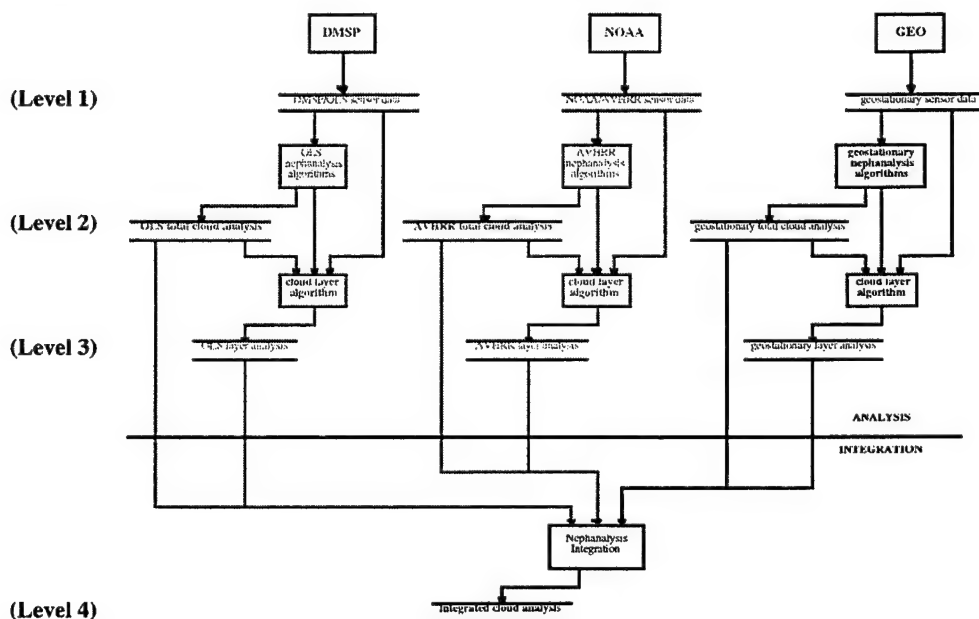 DMSP
NOAA
GEO
(Level 1)
DMSP/OLS sensor data
NOAA/AVHRR sensor data
geostationary sensor data
OLS
nephanalysis
algorithms
AVHRR
nephanalysis
algorithms
geostationary
nephanalysis
algorithms
(Level 2)
OLS total cloud analysis
AVHRR total cloud analysis
geostationary total cloud analysis
cloud layer
algorithm
cloud layer
algorithm
cloud layer
algorithm
(Level 3)
OLS layer analysis
AVHRR layer analysis
geostationary layer analysis
ANALYSIS
INTEGRATION
Nephanalysis
Integration
(Level 4)
Integrated cloud analysis